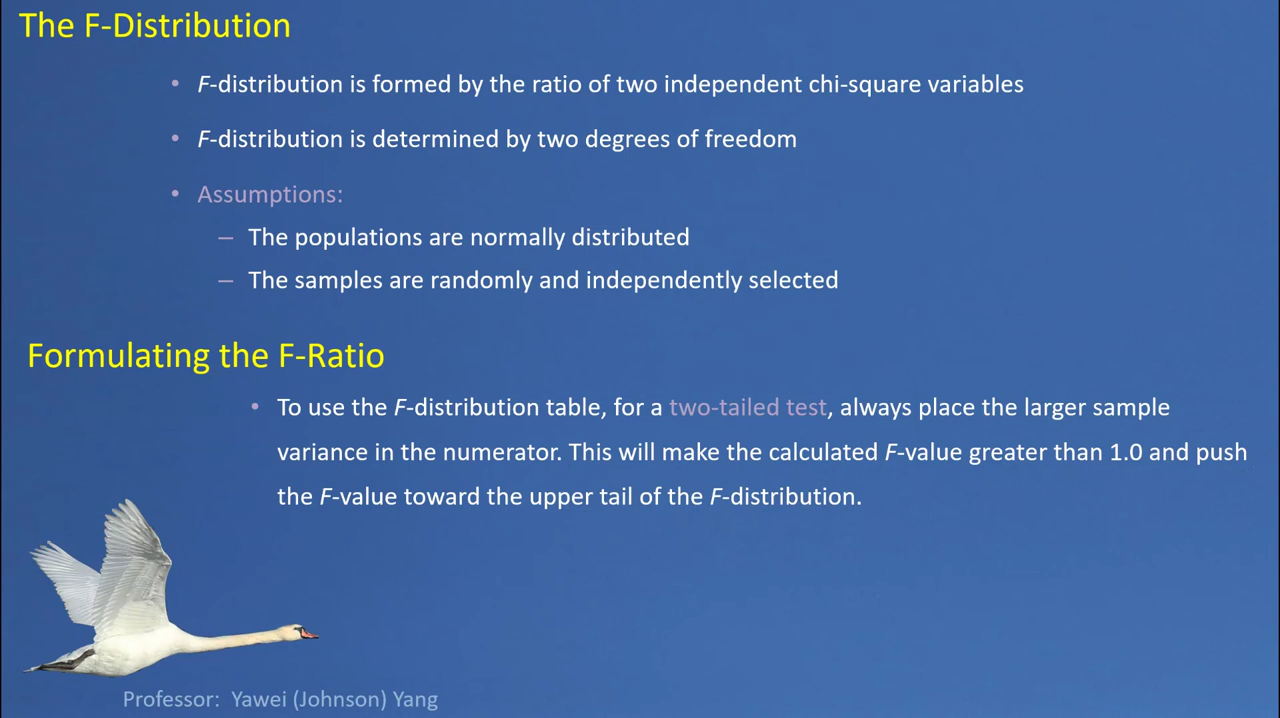 The F-Distribution
• F-distribution is formed by the ratio of two independent chi-square variables
• F-distribution is determined by two degrees of freedom
• Assumptions:
– The populations are normally distributed
– The samples are randomly and independently selected
Formulating the F-Ratio
• To use the F-distribution table, for a two-tailed test, always place the larger sample
variance in the numerator. This will make the calculated F-value greater than 1.0 and push
the F-value toward the upper tail of the F-distribution.
Professor: Yawei (Johnson) Yang